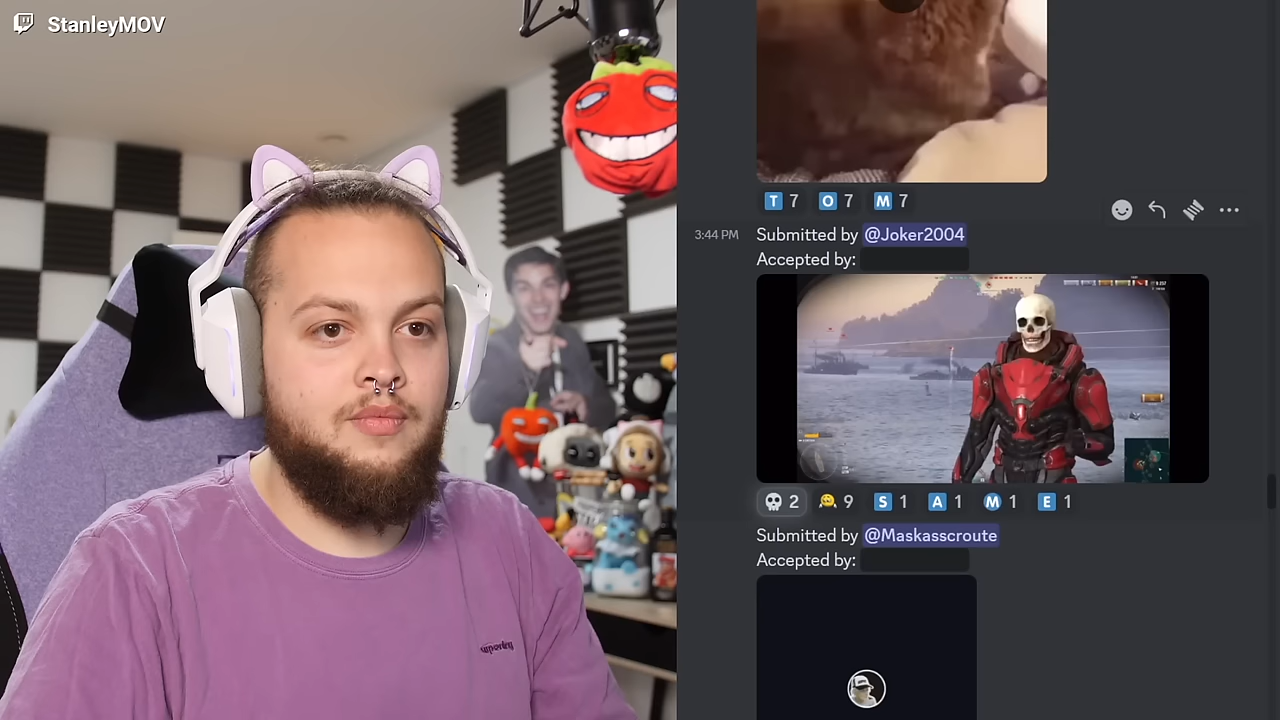 StanleyMOV
T 7 O 7 M 7
3:44 PM Submitted by @Joker2004
Accepted by:
2 9 S 1 A 1 M 1 E 1
Submitted by @Maskasscroute
Accepted by:
superdry